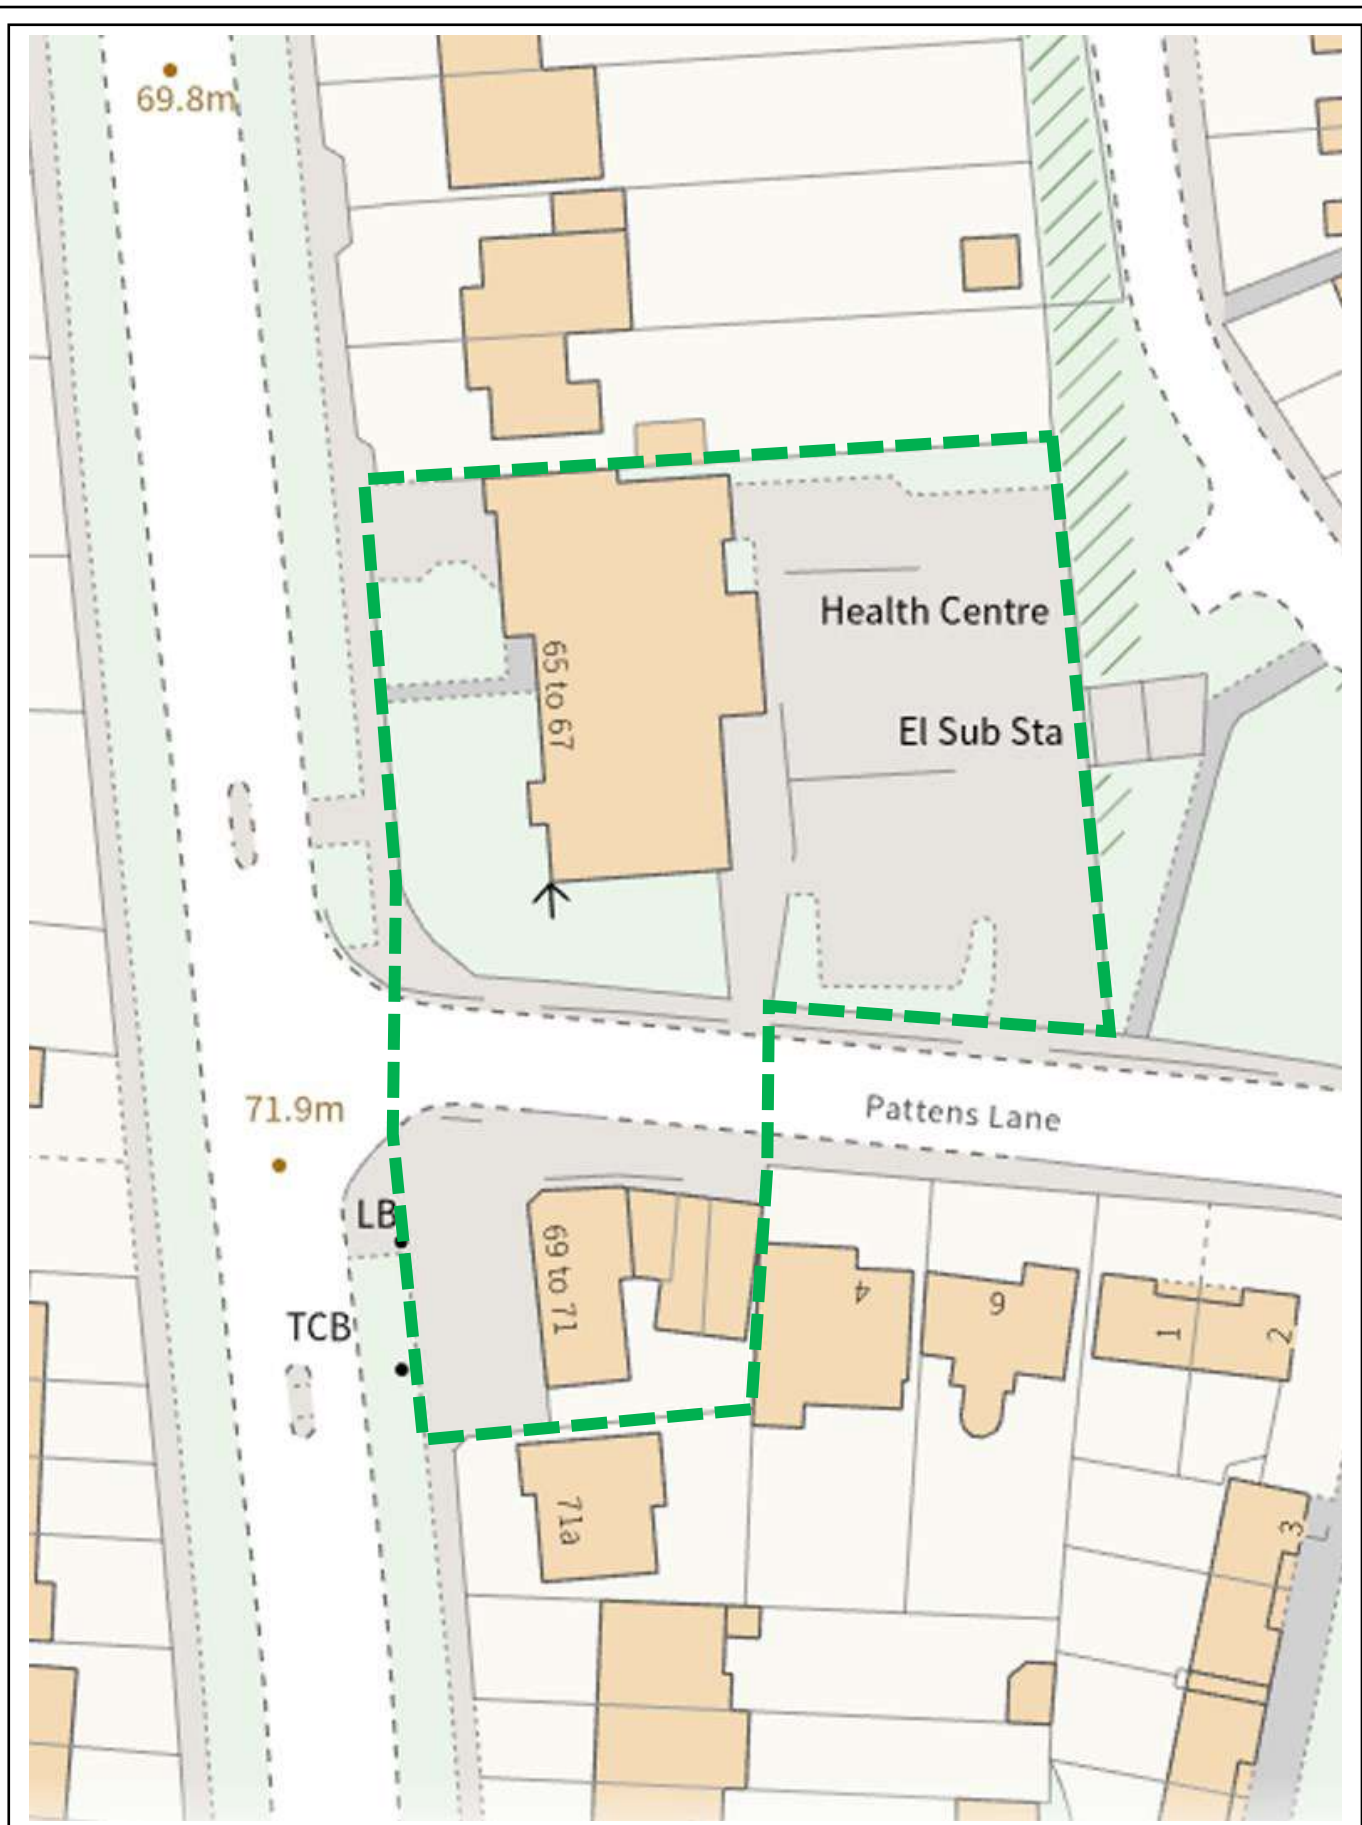 69.8m
Health Centre
65 to 67
El Sub Sta
71.9m
Pattens Lane
LB
69 to 71
4
6
1
2
TCB
71a
3